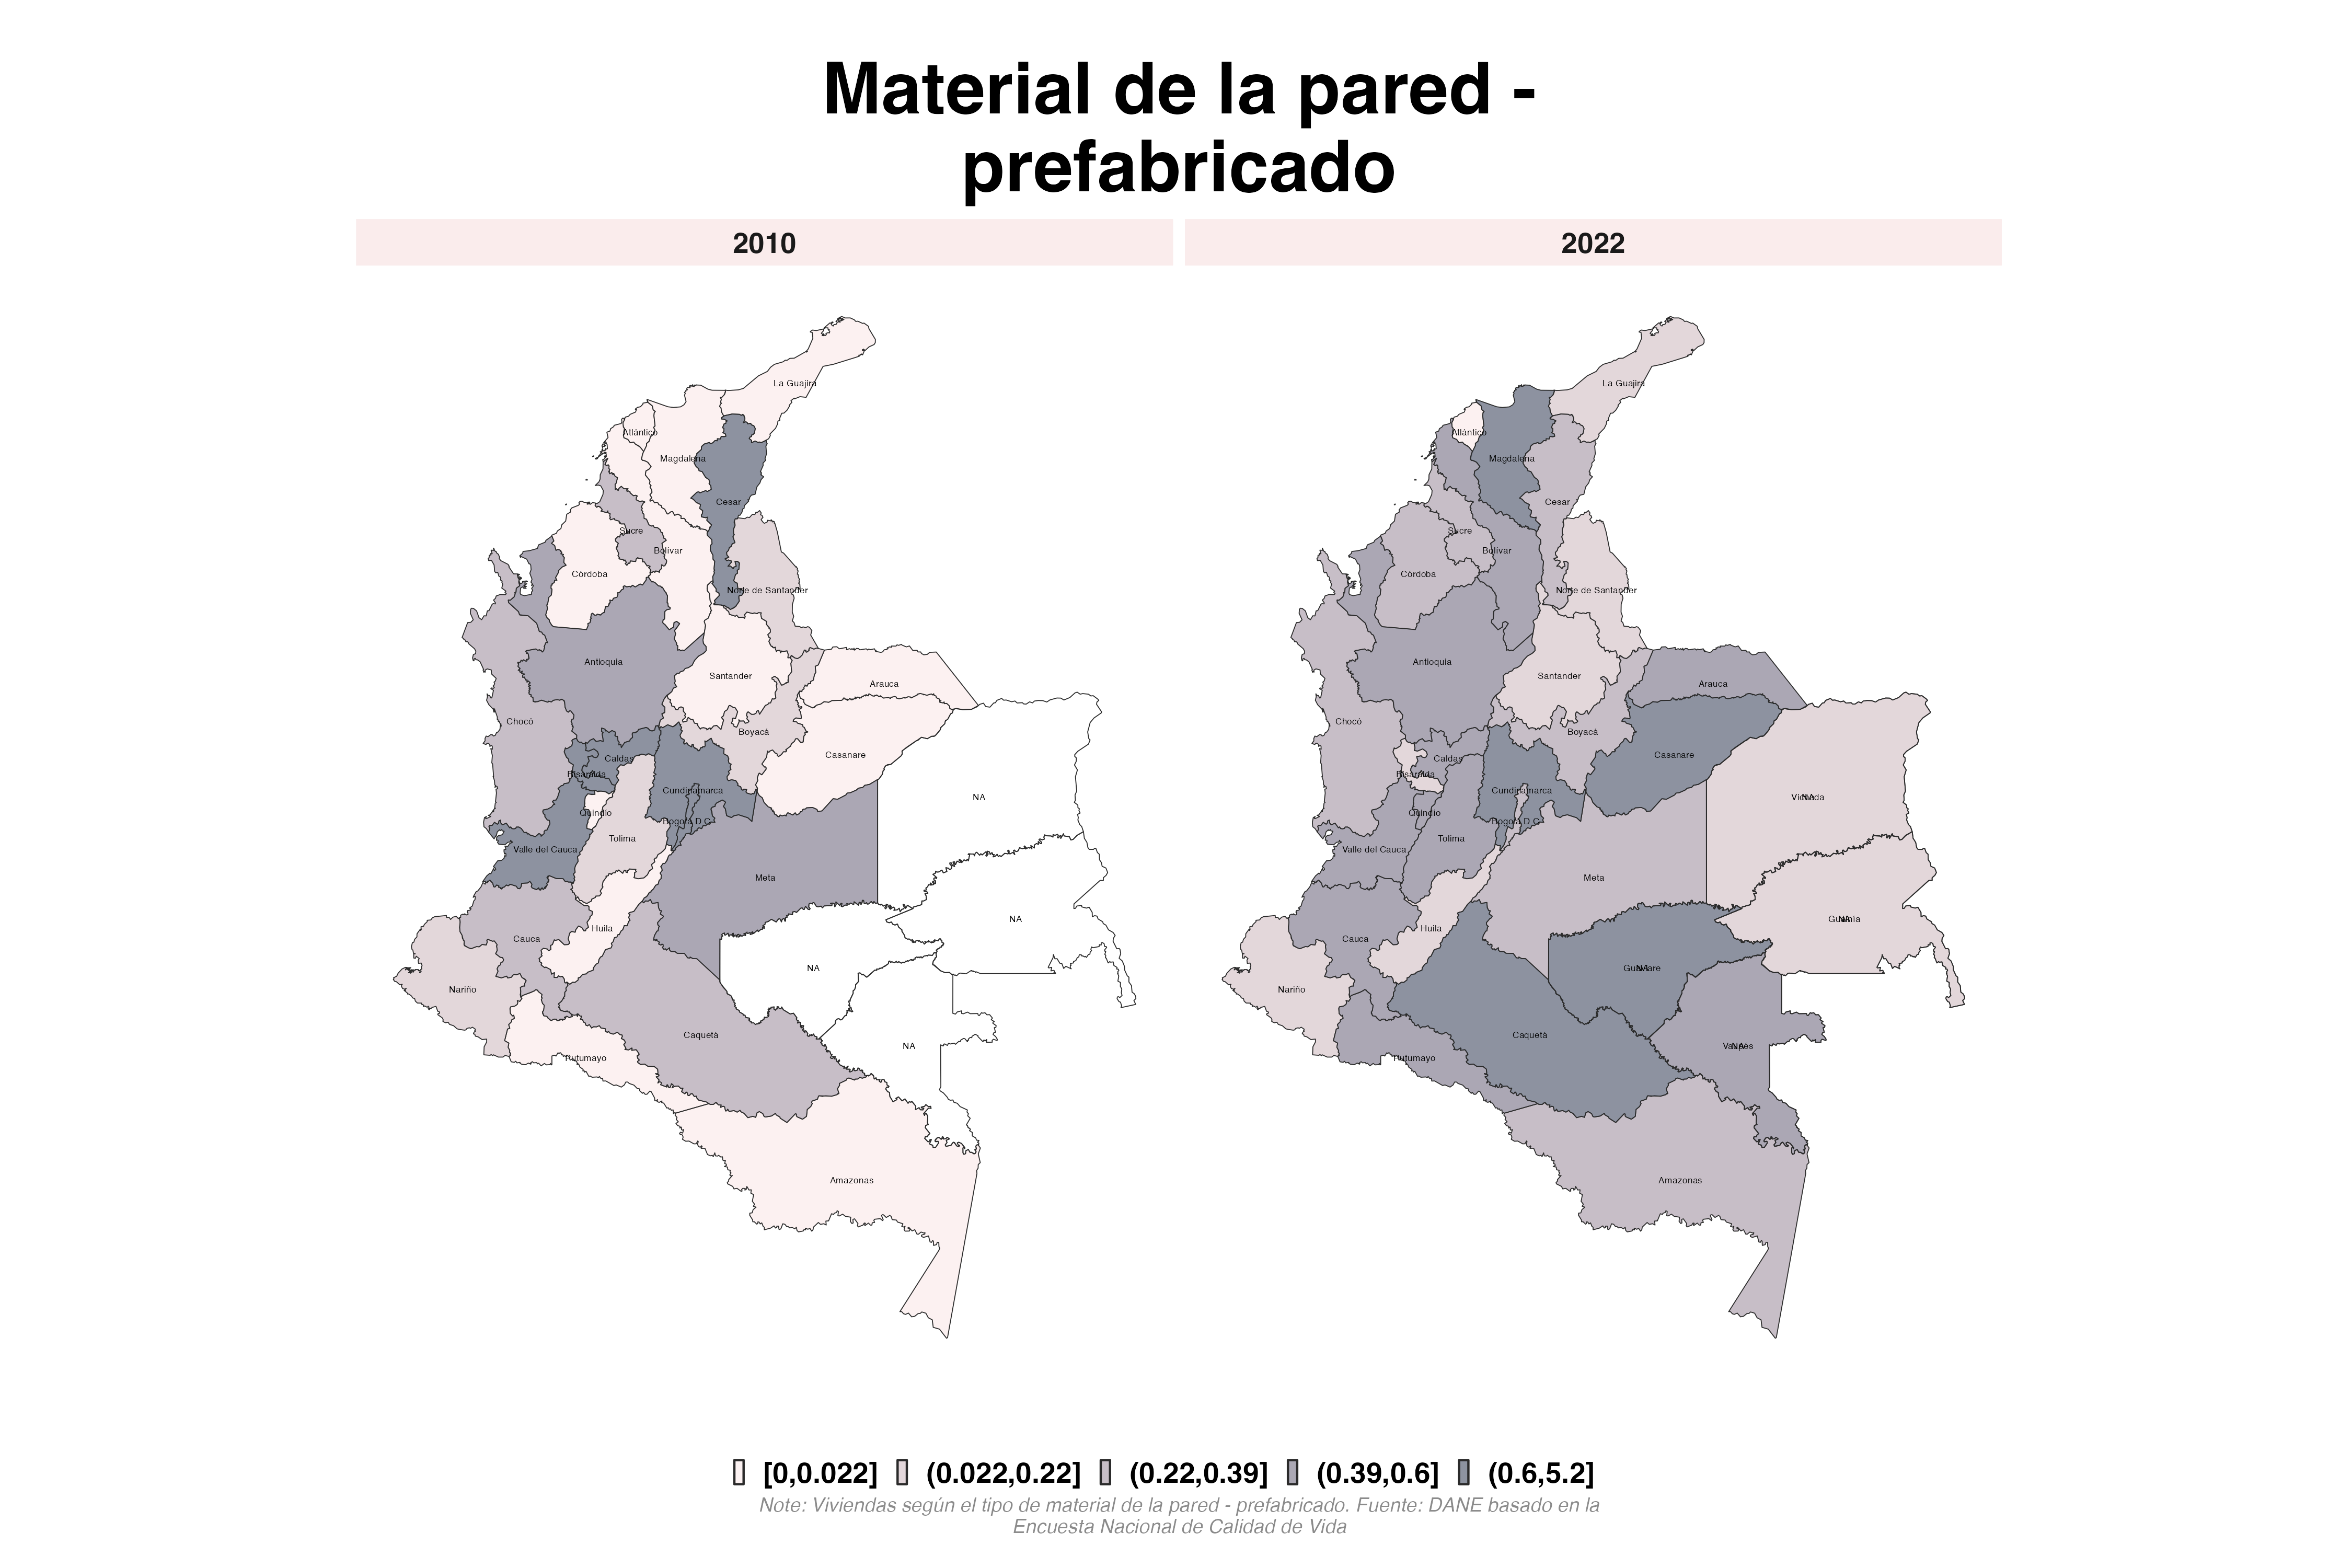 Material de la pared -
prefabricado
2010
2022
La Guajira
Atlántico
Magdalena
Cesar
Sucre
Bolívar
Córdoba
Norte de Santander
Antioquia
Santander
Arauca
Chocó
Boyacá
Casanare
Caldas
Risaralda
Cundinamarca
NA
Quindío
Bogotá D.C.
Tolima
Valle del Cauca
Meta
NA
Huila
Cauca
NA
Nariño
Caquetá
NA
Putumayo
Amazonas
La Guajira
Atlántico
Magdalena
Cesar
Sucre
Bolívar
Córdoba
Norte de Santander
Antioquia
Santander
Arauca
Chocó
Boyacá
Casanare
Caldas
Risaralda
Cundinamarca
Vichada
NA
Quindío
Bogotá D.C.
Tolima
Valle del Cauca
Meta
Guainía
NA
Huila
Cauca
Guaviare
NA
Nariño
Caquetá
Vaupés
NA
Putumayo
Amazonas
[0,0.022] (0.022,0.22] (0.22,0.39] (0.39,0.6] (0.6,5.2]
Note: Viviendas según el tipo de material de la pared - prefabricado. Fuente: DANE basado en la
Encuesta Nacional de Calidad de Vida